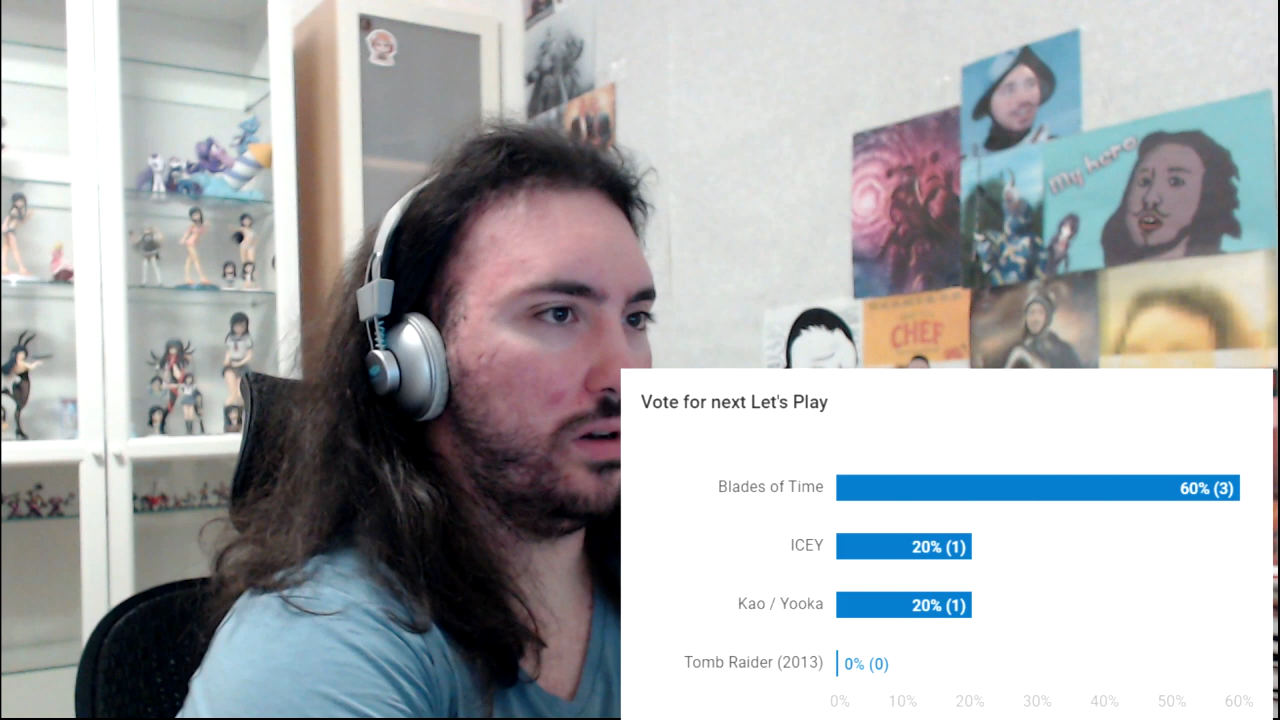 my hero
CHEF
Vote for next Let's Play
Blades of Time
60% (3)
ICEY
20% (1)
Kao / Yooka
20% (1)
Tomb Raider (2013)
0% (0)
0% 10% 20% 30% 40% 50% 60%